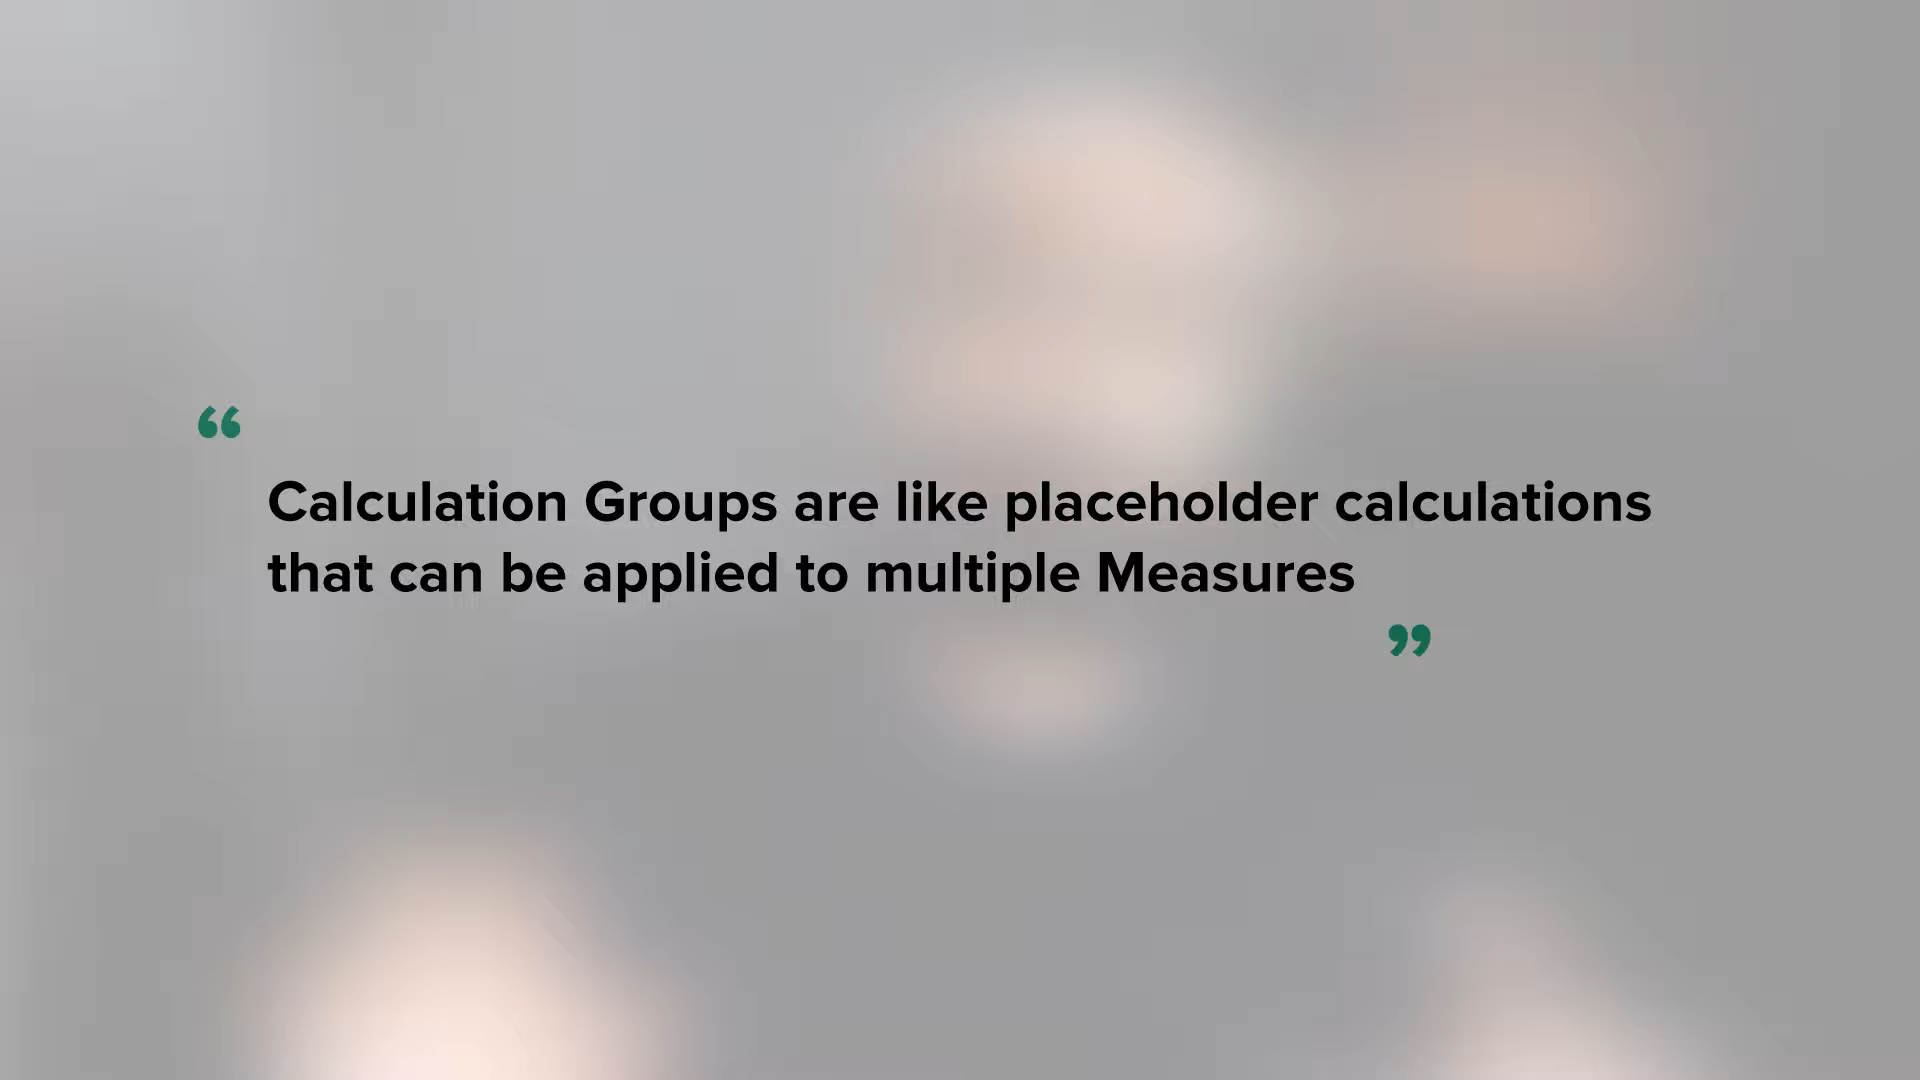 “
Calculation Groups are like placeholder calculations
that can be applied to multiple Measures
”